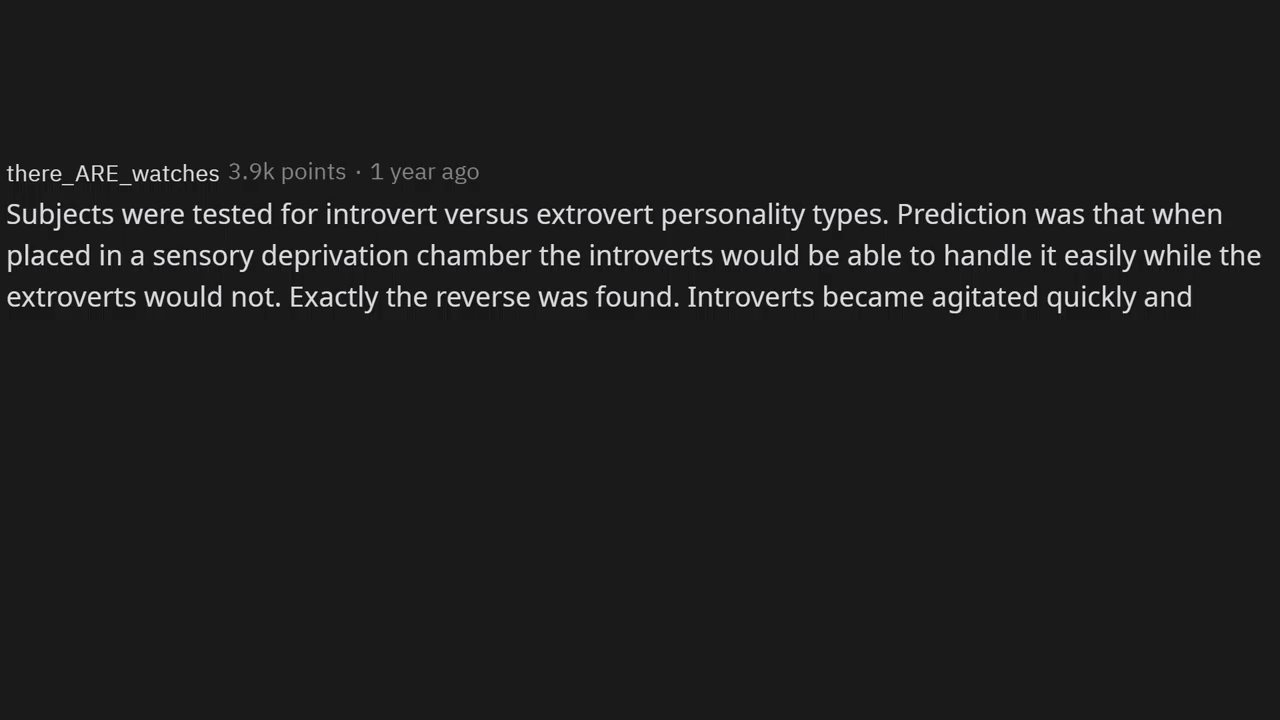 there_ARE_watches 3.9k points · 1 year ago
Subjects were tested for introvert versus extrovert personality types. Prediction was that when
placed in a sensory deprivation chamber the introverts would be able to handle it easily while the
extroverts would not. Exactly the reverse was found. Introverts became agitated quickly and